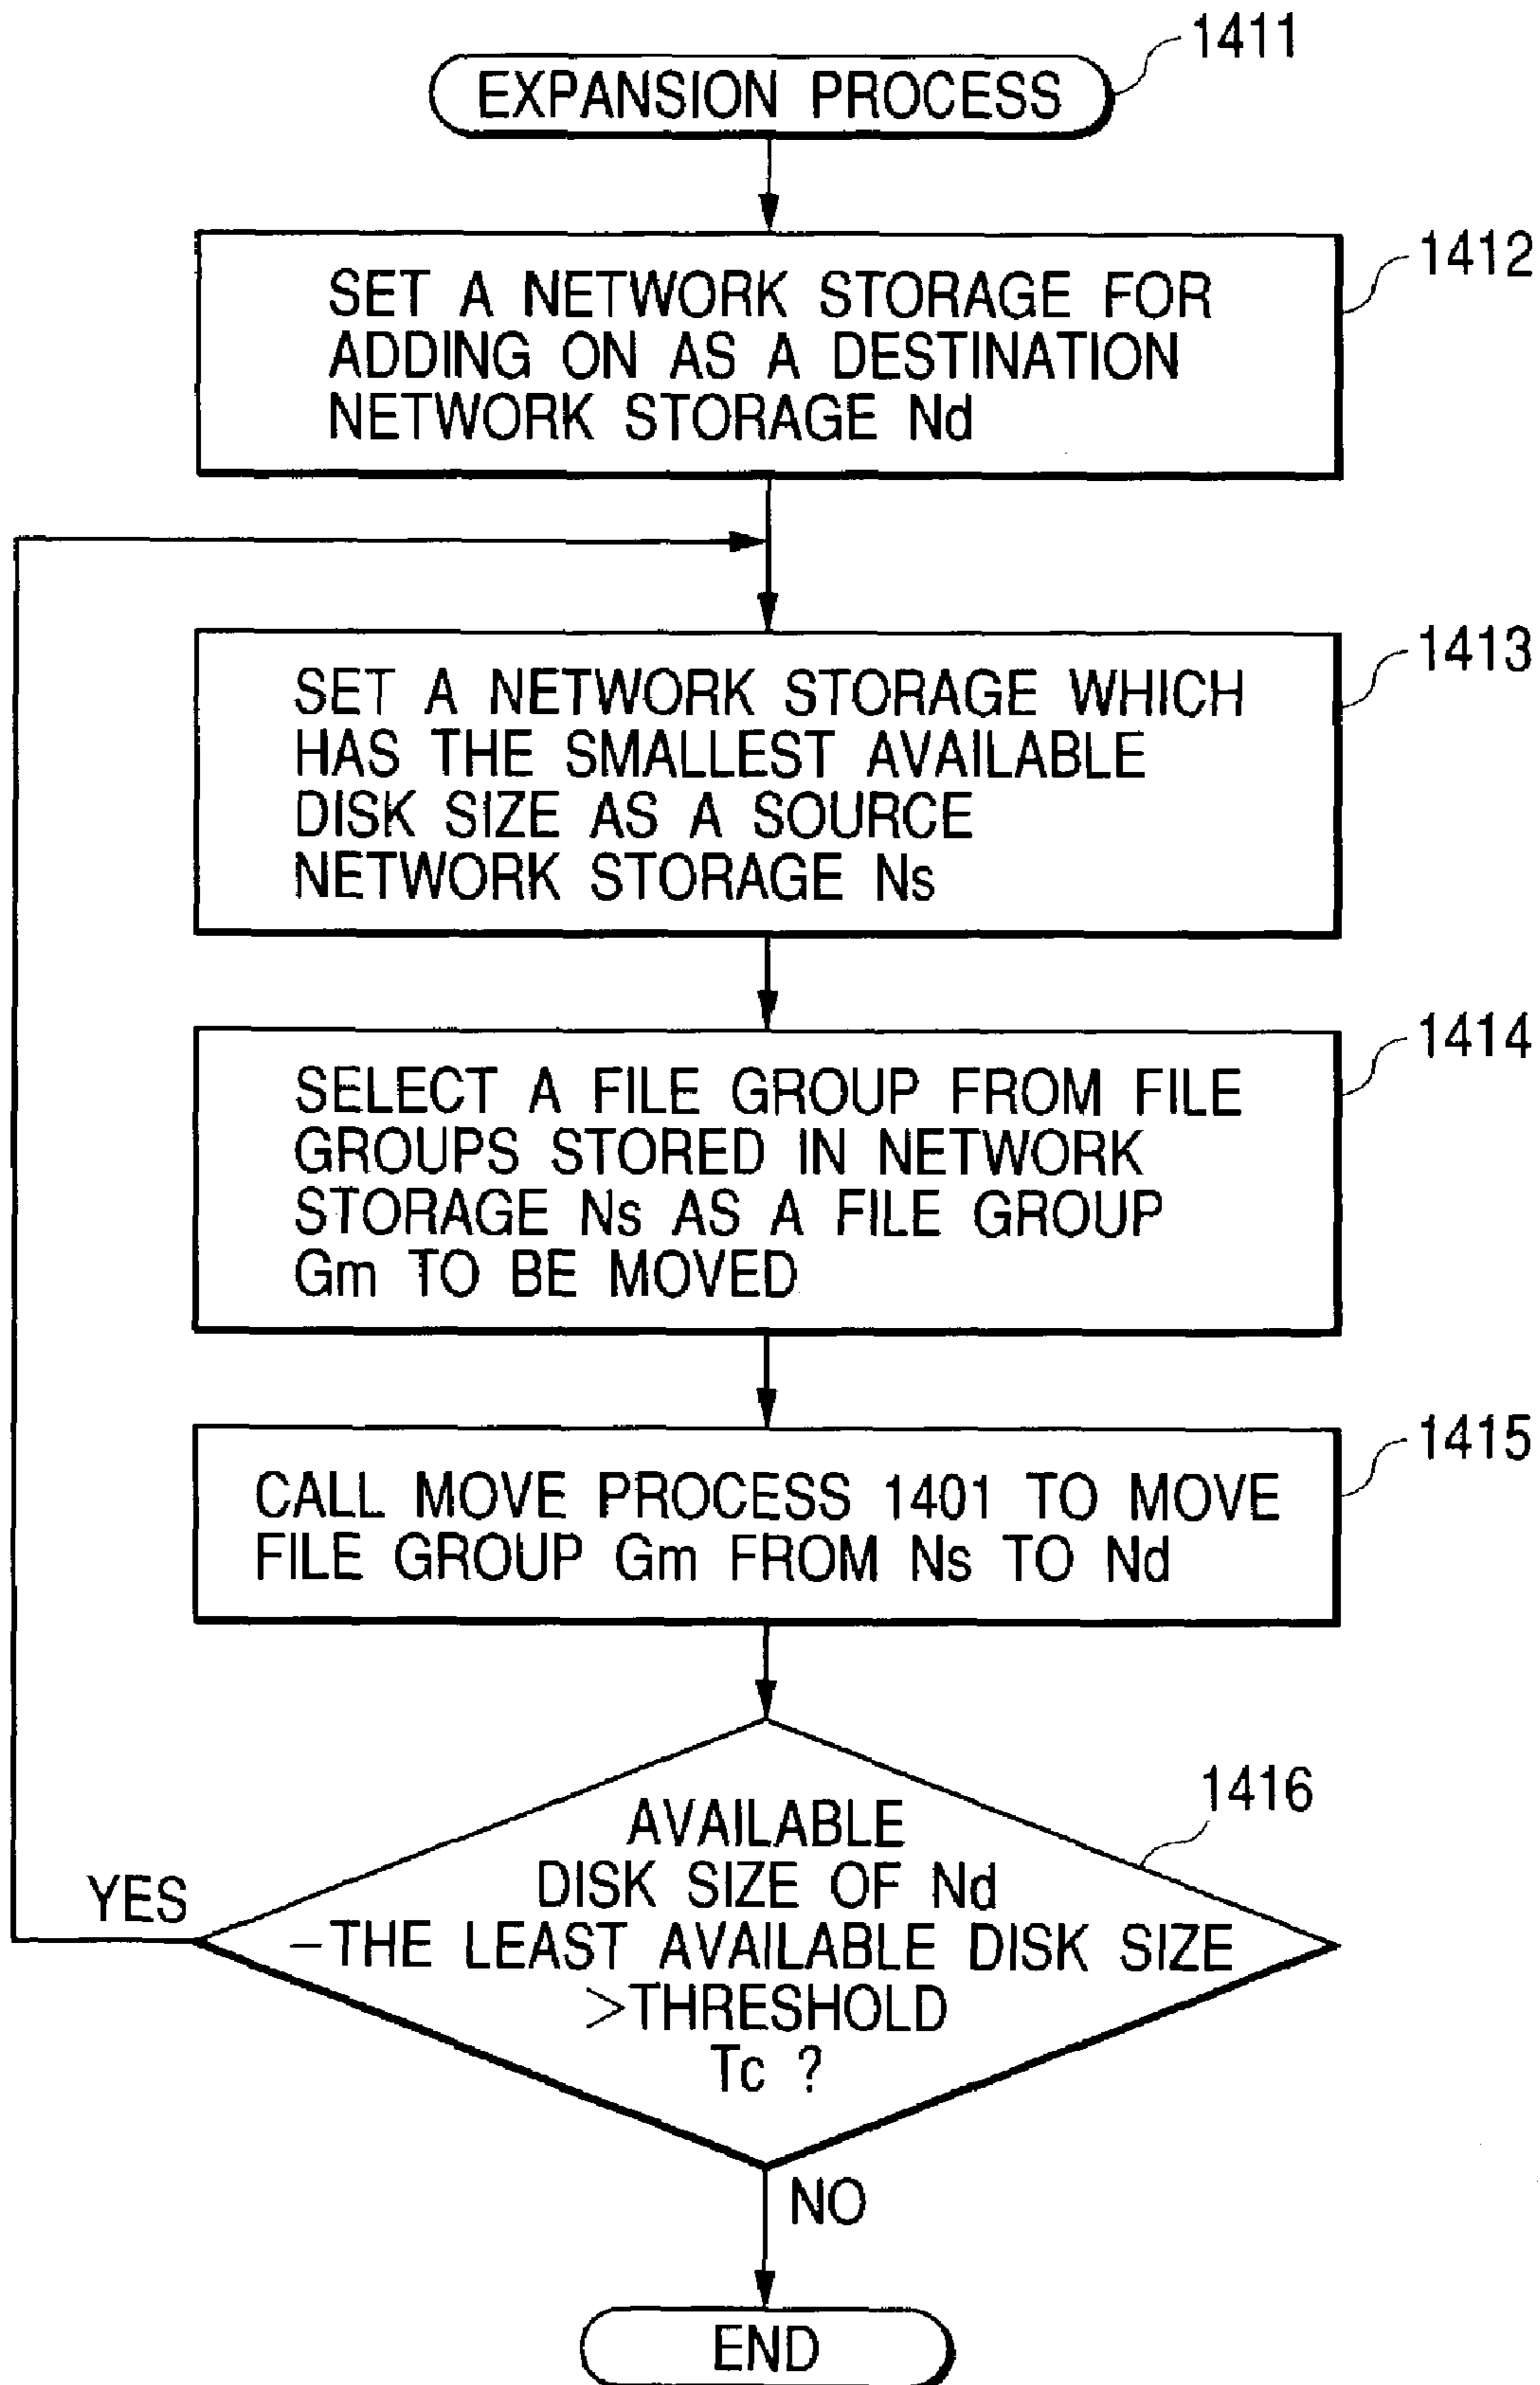 1411
EXPANSION PROCESS
1412
SET A NETWORK STORAGE FOR
ADDING ON AS A DESTINATION
NETWORK STORAGE Nd
1413
SET A NETWORK STORAGE WHICH
HAS THE SMALLEST AVAILABLE
DISK SIZE AS A SOURCE
NETWORK STORAGE Ns
1414
SELECT A FILE GROUP FROM FILE
GROUPS STORED IN NETWORK
STORAGE Ns AS A FILE GROUP
Gm TO BE MOVED
1415
CALL MOVE PROCESS 1401 TO MOVE
FILE GROUP Gm FROM Ns TO Nd
1416
AVAILABLE
DISK SIZE OF Nd
–THE LEAST AVAILABLE DISK SIZE
>THRESHOLD
Tc ?
YES
NO
END